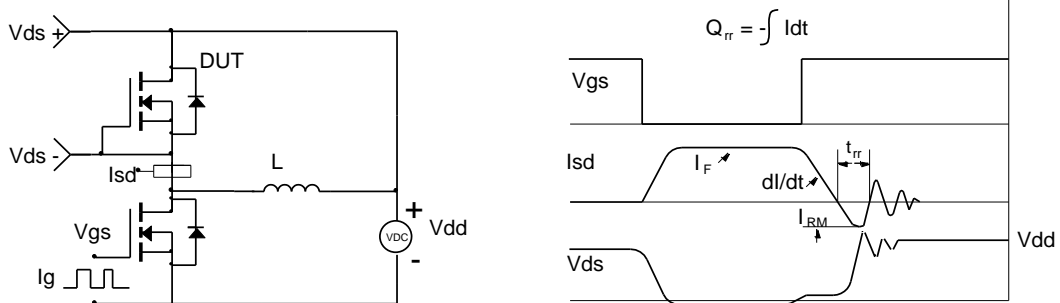 Vds +
DUT
Vds -
Isd
L
Vgs
Ig
+
VDC
-
Vdd
Qrr = -∫ Idt
Vgs
Isd
IF
trr
dI/dt
IRM
Vds
Vdd